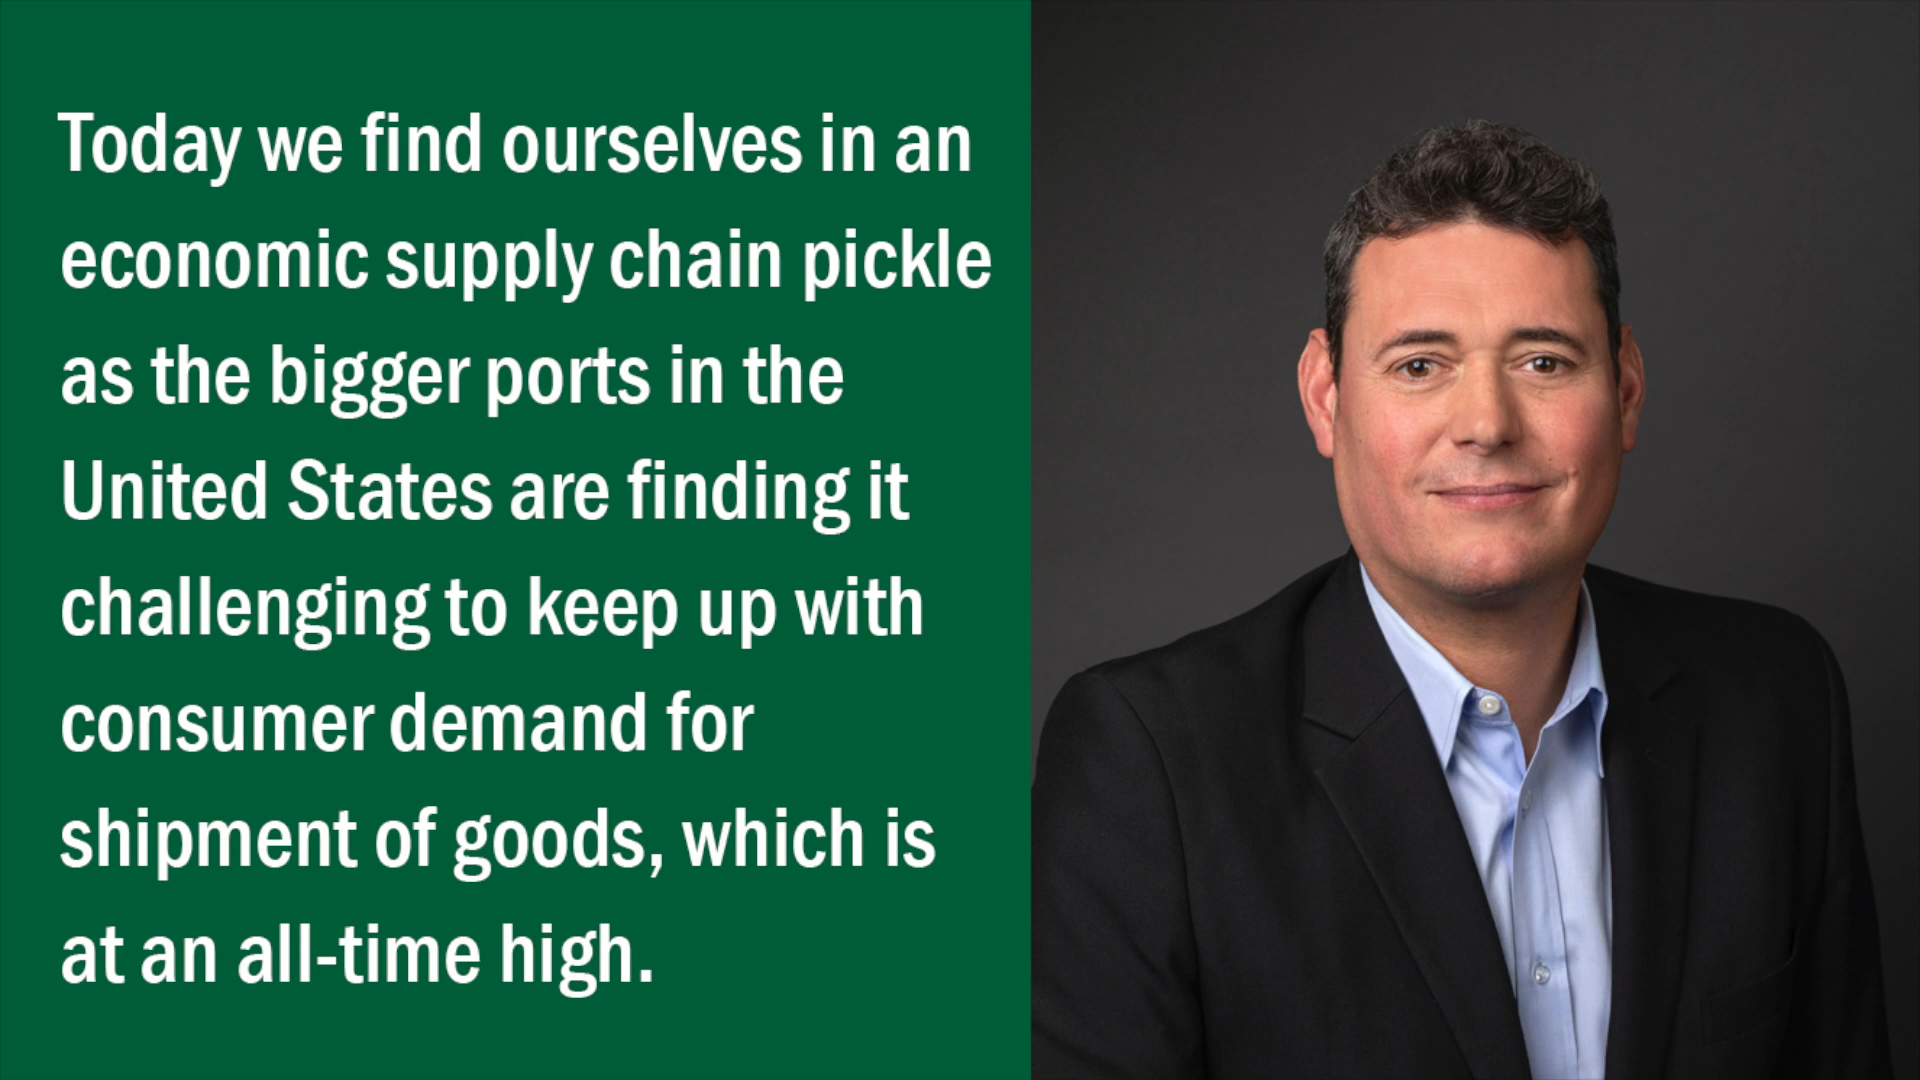 Today we find ourselves in an
economic supply chain pickle
as the bigger ports in the
United States are finding it
challenging to keep up with
consumer demand for
shipment of goods, which is
at an all-time high.